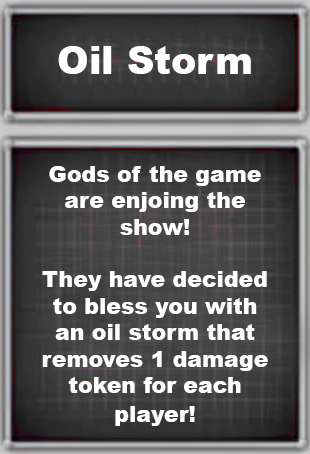 Oil Storm
Gods of the game
are enjoing the
show!
They have decided
to bless you with
an oil storm that
removes 1 damage
token for each
player!